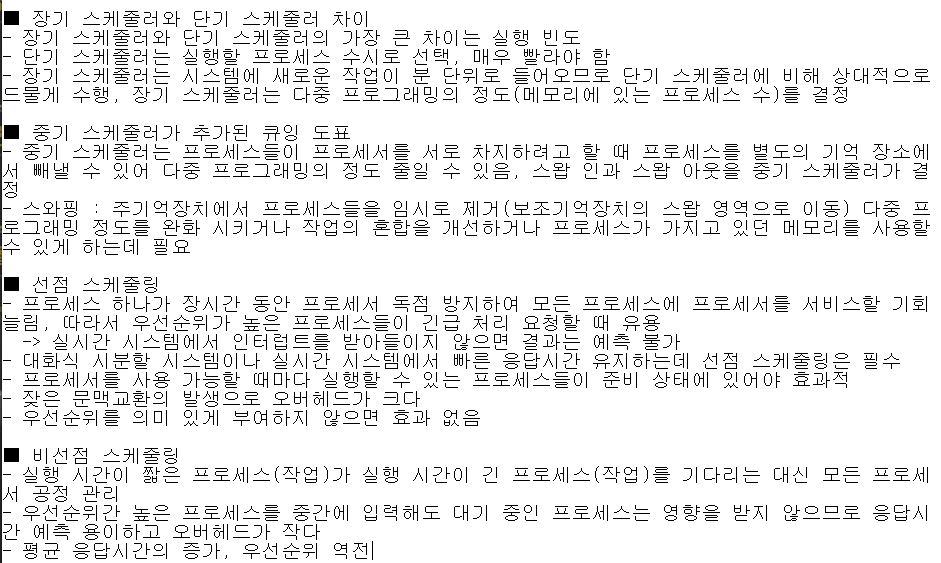 ■ 장기 스케줄러와 단기 스케줄러 차이
- 장기 스케줄러와 단기 스케줄러의 가장 큰 차이는 실행 빈도
- 단기 스케줄러는 실행할 프로세스 수시로 선택, 매우 빨라야 함
- 장기 스케줄러는 시스템에 새로운 작업이 분 단위로 들어오므로 단기 스케줄러에 비해 상대적으로
드물게 수행, 장기 스케줄러는 다중 프로그래밍의 정도(메모리에 있는 프로세스 수)를 결정
■ 중기 스케줄러가 추가된 큐잉 도표
- 중기 스케줄러는 프로세스들이 프로세서를 서로 차지하려고 할 때 프로세스를 별도의 기억 장소에
서 빼낼 수 있어 다중 프로그래밍의 정도 줄일 수 있음, 스왑 인과 스왑 아웃을 중기 스케줄러가 결
정
- 스와핑 : 주기억장치에서 프로세스들을 임시로 제거(보조기억장치의 스왑 영역으로 이동) 다중 프
로그래밍 정도를 완화 시키거나 작업의 혼합을 개선하거나 프로세스가 가지고 있던 메모리를 사용할
수 있게 하는데 필요
■ 선점 스케줄링
- 프로세스 하나가 장시간 동안 프로세서 독점 방지하여 모든 프로세스에 프로세서를 서비스할 기회
늘림, 따라서 우선순위가 높은 프로세스들이 긴급 처리 요청할 때 유용
-> 실시간 시스템에서 인터럽트를 받아들이지 않으면 결과는 예측 불가
- 대화식 시분할 시스템이나 실시간 시스템에서 빠른 응답시간 유지하는데 선점 스케줄링은 필수
- 프로세서를 사용 가능할 때마다 실행할 수 있는 프로세스들이 준비 상태에 있어야 효과적
- 잦은 문맥교환의 발생으로 오버헤드가 크다
- 우선순위를 의미 있게 부여하지 않으면 효과 없음
■ 비선점 스케줄링
- 실행 시간이 짧은 프로세스(작업)가 실행 시간이 긴 프로세스(작업)를 기다리는 대신 모든 프로세
서 공정 관리
- 우선순위간 높은 프로세스를 중간에 입력해도 대기 중인 프로세스는 영향을 받지 않으므로 응답시
간 예측 용이하고 오버헤드가 작다
- 평균 응답시간의 증가, 우선순위 역전